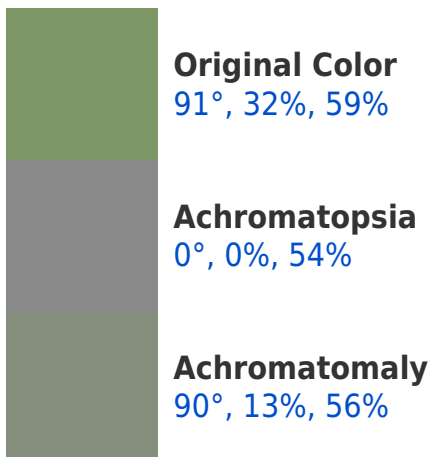 Original Color
91°, 32%, 59%
Achromatopsia
0°, 0%, 54%
Achromatomaly
90°, 13%, 56%